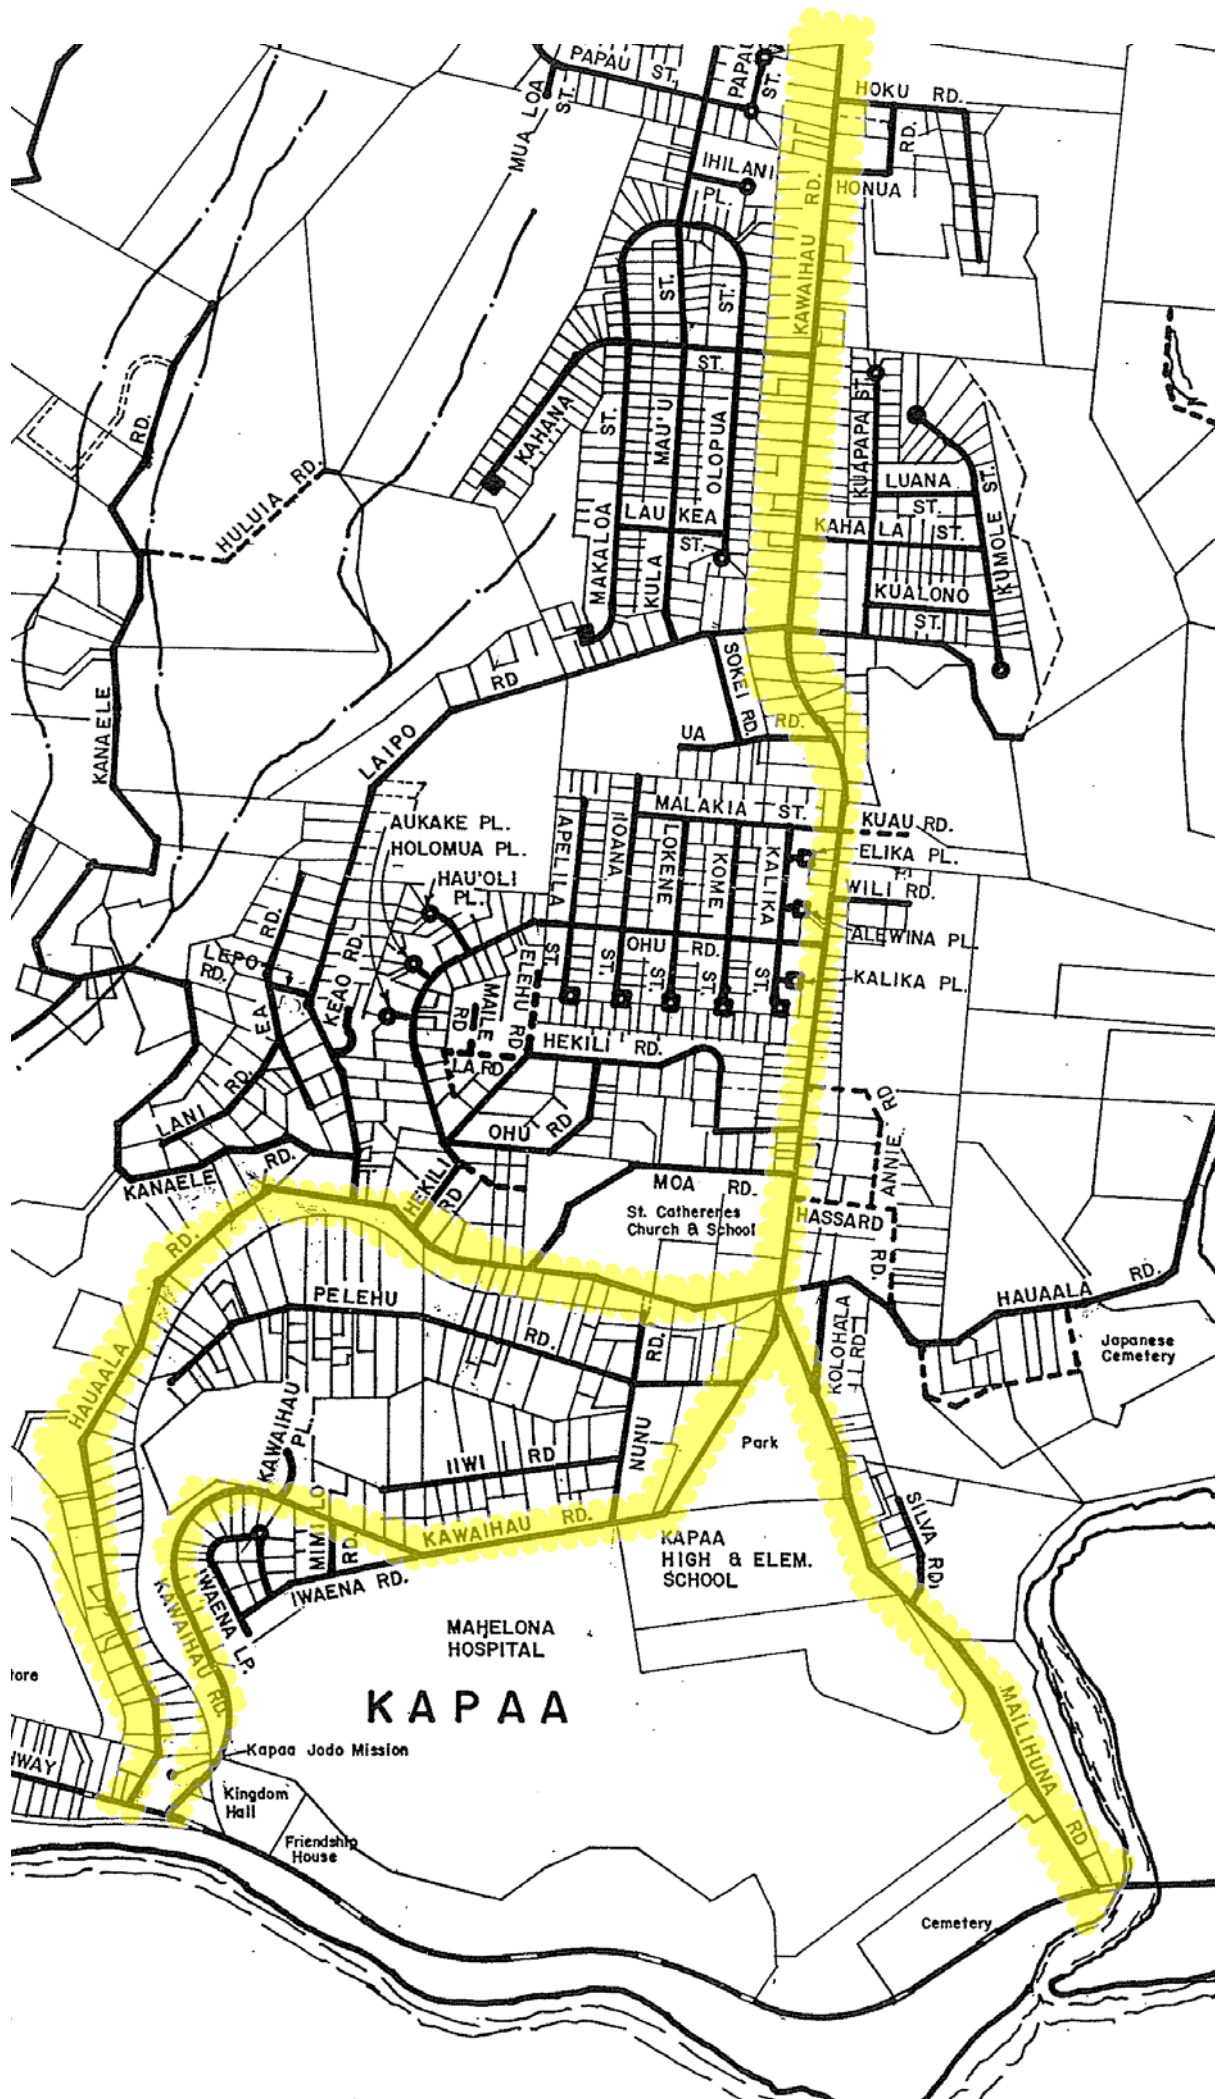 PAPAU ST.
PAPAU ST.
MUA LOA ST.
HOKU RD.
RD.
HONUA
IHILANI PL.
KAWAIHAU RD.
ST.
ST.
ST.
KAHANA
ST.
MAU'U
OLOPUA
KUAPAPA ST.
LUANA ST.
KUMOLE ST.
RD.
HULUIA RD.
MAKALOA
LAU KEA ST.
KULA
KAHALA ST.
KUALONO ST.
KANAELE
LAIPO RD
SOKEI RD.
UA RD.
MALAKIA ST.
KUAU RD.
AUKAKE PL.
HOLOMUA PL.
HAU'OLI PL.
APELILA ST.
IOANA ST.
LOKENE ST.
KOME ST.
KALIKA ST.
ELIKA PL.
WILI RD.
ALEWINA PL.
KALIKA PL.
LEPO RD.
RD.
KEAO RD.
EA
MAILE RD
ELEHU RD
OHU RD.
HEKILI RD.
LA RD
LANI RD.
OHU RD
ANNIE RD
KANAELE RD.
HEKILI RD
MOA RD.
St. Catherenes
Church & School
HASSARD RD.
HAUAALA RD.
PELEHU RD.
HAUAALA RD.
KOLOHALA RD.
Japanese
Cemetery
NUNU RD.
KAWAIHAU PL.
IIWI RD
Park
MIMILO RD.
KAWAIHAU RD.
SILVA RD
KAPAA
HIGH & ELEM.
SCHOOL
IWAENA RD.
IWAENA LP.
KAWAIHAU RD.
MAHELONA
HOSPITAL
KAPAA
MAILIHUNA RD
Kapaa Jodo Mission
HWAY
Kingdom
Hall
Friendship
House
Cemetery